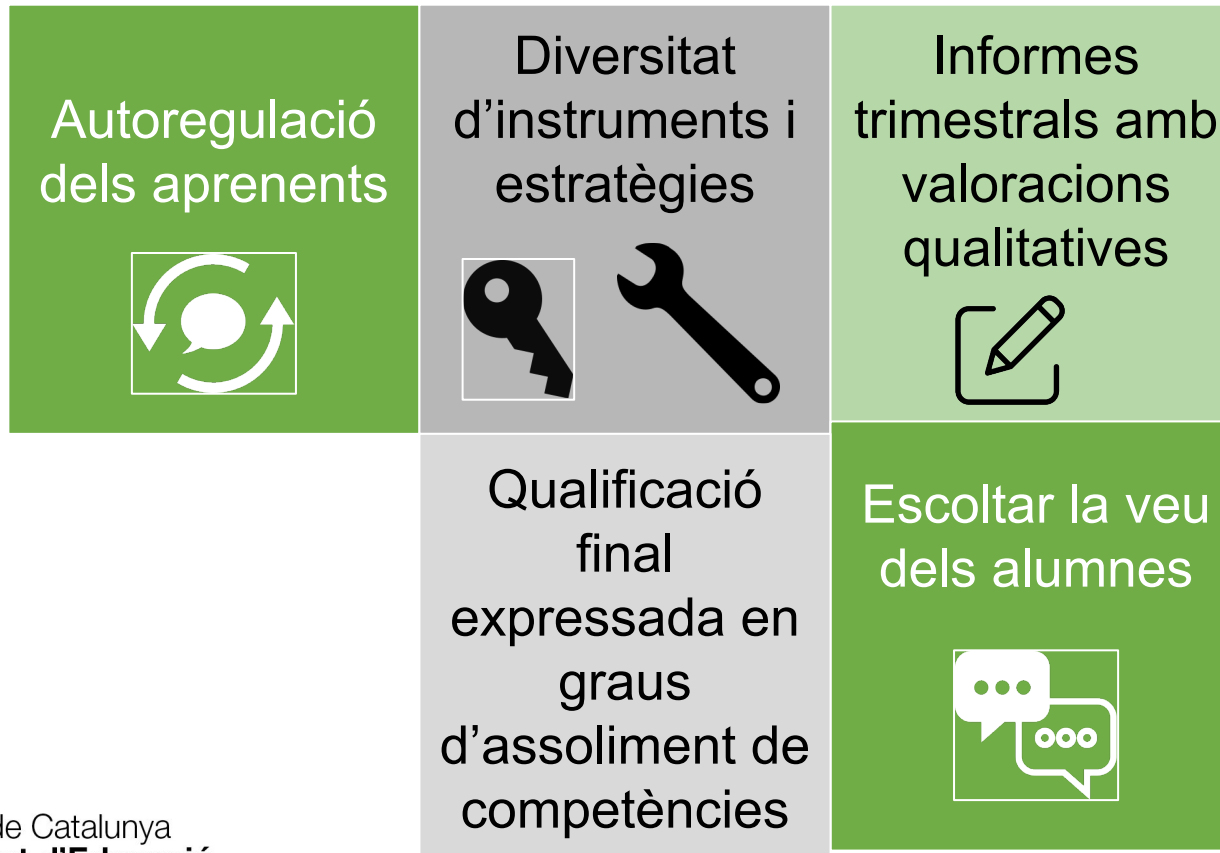 Autoregulació
dels aprenents
Diversitat
d’instruments i
estratègies
Informes
trimestrals amb
valoracions
qualitatives
Qualificació
final
expressada en
graus
d’assoliment de
competències
Escoltar la veu
dels alumnes
de Catalunya